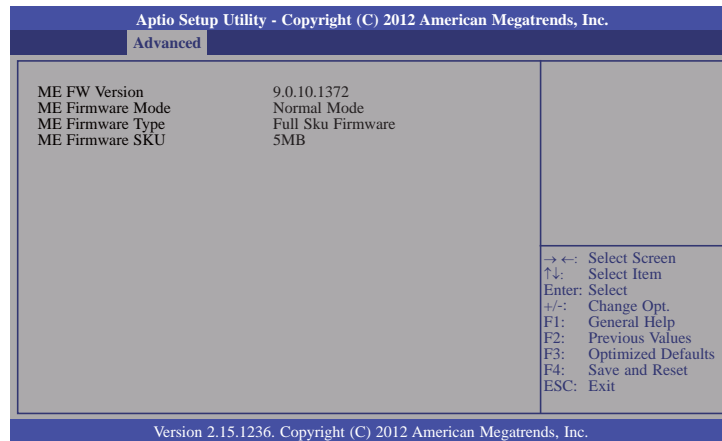 Aptio Setup Utility - Copyright (C) 2012 American Megatrends, Inc.
Advanced
ME FW Version 9.0.10.1372
ME Firmware Mode Normal Mode
ME Firmware Type Full Sku Firmware
ME Firmware SKU 5MB
→ ←: Select Screen
↑↓: Select Item
Enter: Select
+/-: Change Opt.
F1: General Help
F2: Previous Values
F3: Optimized Defaults
F4: Save and Reset
ESC: Exit
Version 2.15.1236. Copyright (C) 2012 American Megatrends, Inc.